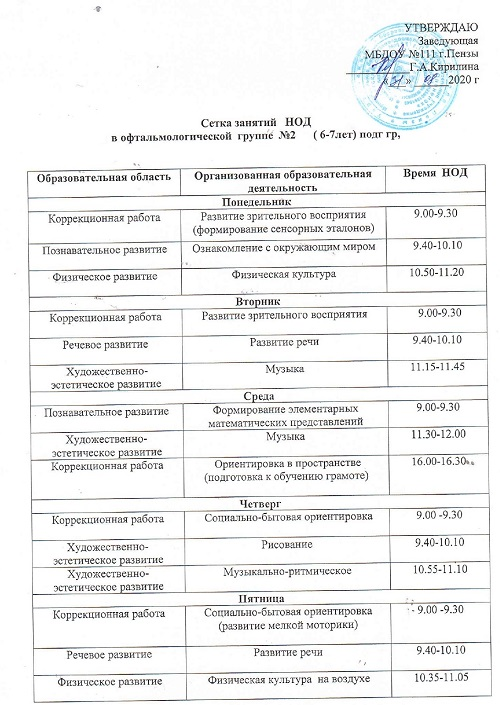 УТВЕРЖДАЮ
Заведующая
МБДОУ №111 г.Пензы
Г.А.Кирилина
«31» 08 2020 г
Сетка занятий НОД
в офтальмологической группе №2 ( 6-7лет) подг гр,
Образовательная область Организованная образовательная Время НОД
деятельность
Понедельник
Коррекционная работа Развитие зрительного восприятия 9.00-9.30
(формирование сенсорных эталонов)
Познавательное развитие Ознакомление с окружающим миром 9.40-10.10
Физическое развитие Физическая культура 10.50-11.20
Вторник
Коррекционная работа Развитие зрительного восприятия 9.00-9.30
Речевое развитие Развитие речи 9.40-10.10
Художественно- Музыка 11.15-11.45
эстетическое развитие
Среда
Познавательное развитие Формирование элементарных 9.00-9.30
математических представлений
Художественно- Музыка 11.30-12.00
эстетическое развитие
Коррекционная работа Ориентировка в пространстве 16.00-16.30
(подготовка к обучению грамоте)
Четверг
Коррекционная работа Социально-бытовая ориентировка 9.00 -9.30
Художественно- Рисование 9.40-10.10
эстетическое развитие
Художественно- Музыкально-ритмическое 10.55-11.10
эстетическое развитие
Пятница
Коррекционная работа Социально-бытовая ориентировка 9.00 -9.30
(развитие мелкой моторики)
Речевое развитие Развитие речи 9.40-10.10
Физическое развитие Физическая культура на воздухе 10.35-11.05